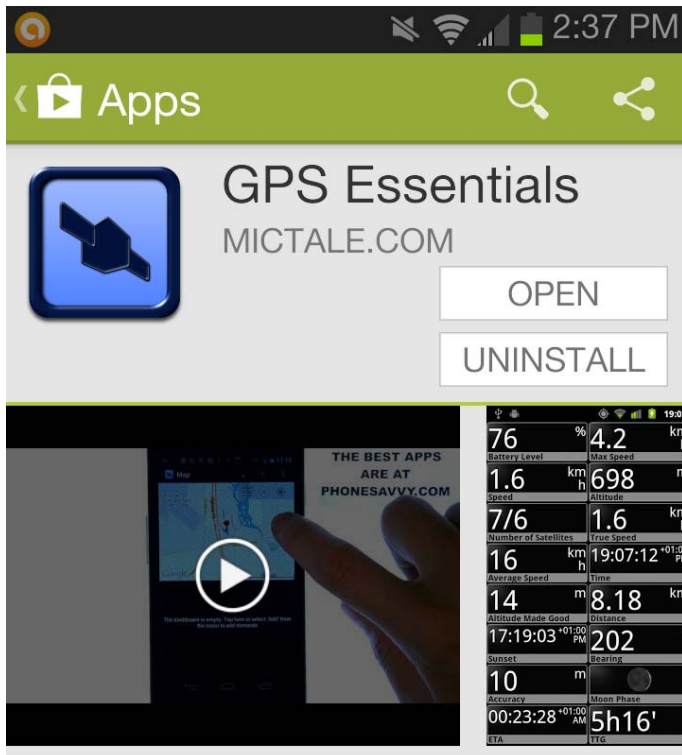 2:37 PM
Apps
GPS Essentials
MICTALE.COM
OPEN
UNINSTALL
THE BEST APPS
ARE AT
PHONESAVVY.COM
Map
Google
The dashboard is empty. Tap here or select 'Add' from
the menu to add elements
19:0
76 %
Battery Level
4.2 km
Max Speed
1.6 km h
Speed
698 m
Altitude
7/6
Number of Satellites
1.6 km
True Speed
16 km h
Average Speed
19:07:12 +01:0 PM
Time
14 m
Altitude Made Good
8.18 km
Distance
17:19:03 +01:00 PM
Sunset
202
Bearing
10 m
Accuracy
Moon Phase
00:23:28 +01:00 AM
ETA
5h16'
TTG